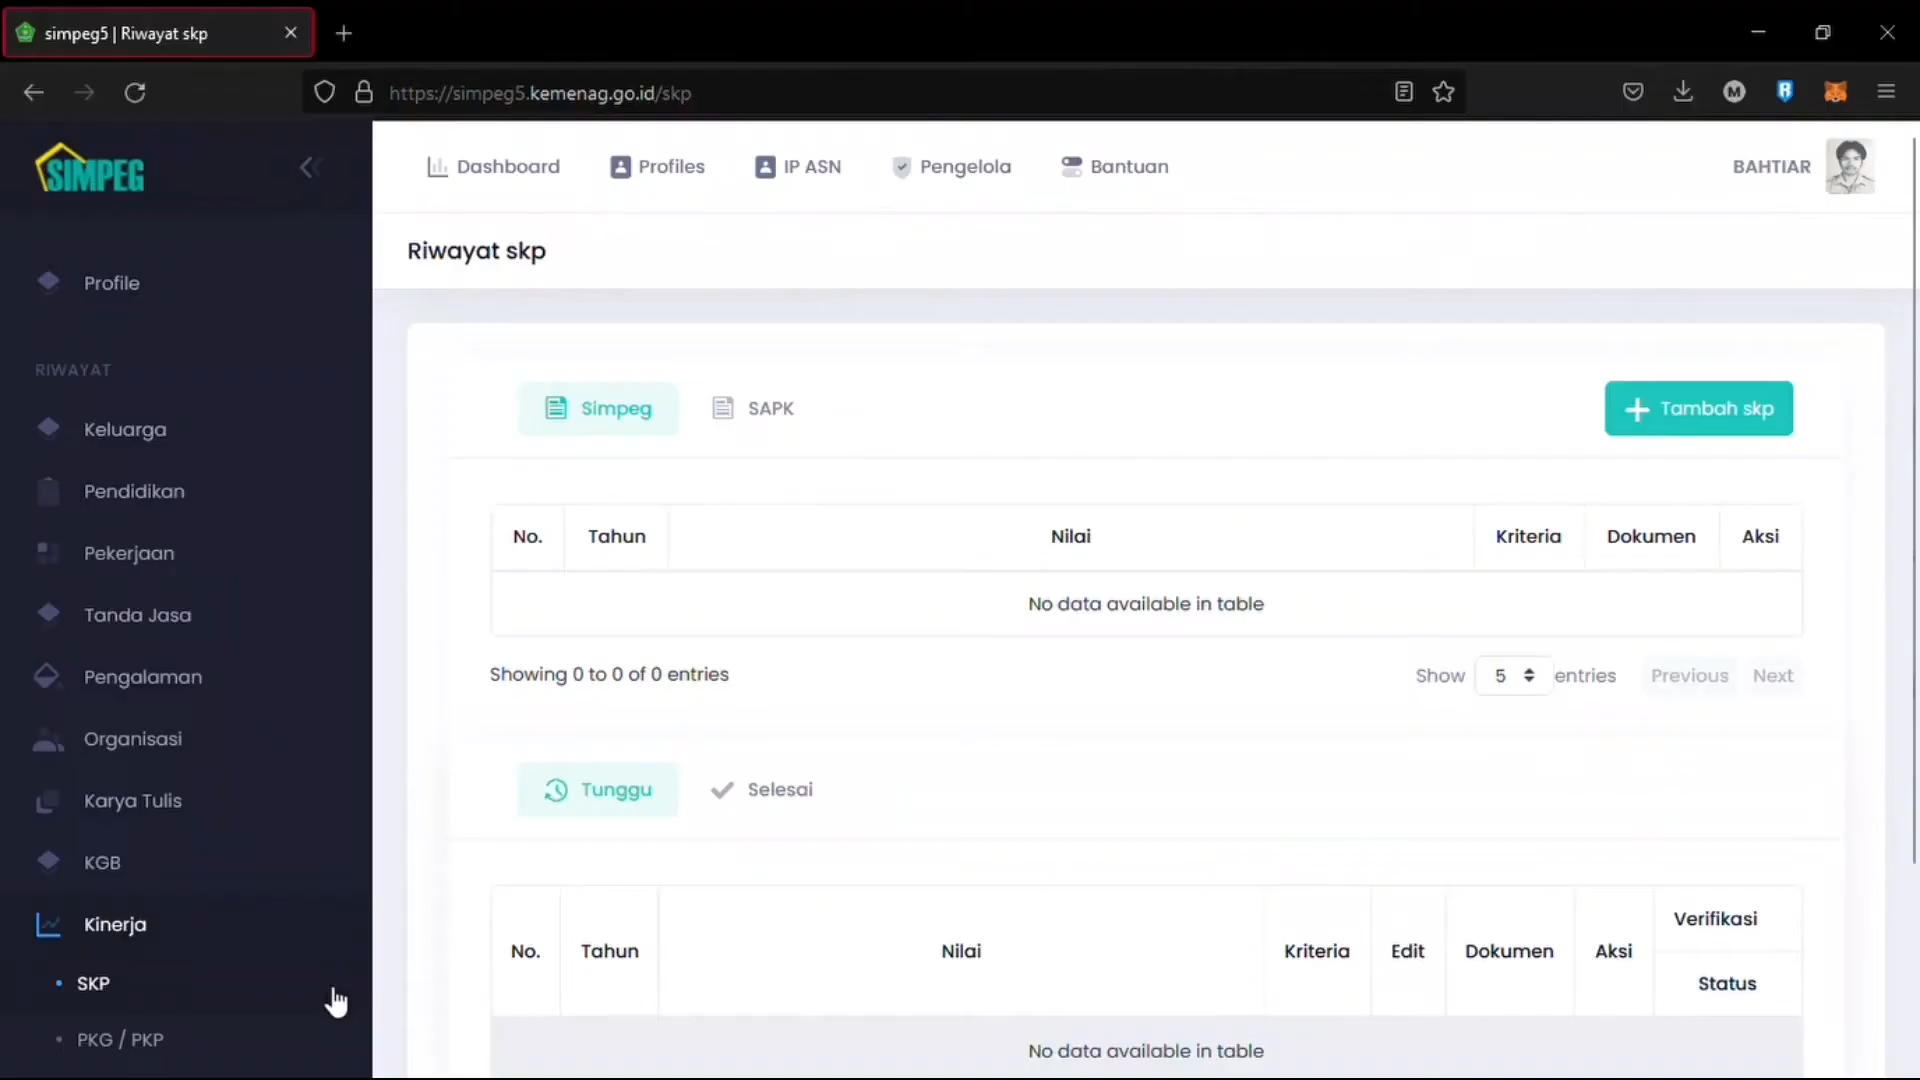 simpeg5 | Riwayat skp
https://simpeg5.kemenag.go.id/skp
SIMPEG
Dashboard Profiles IP ASN Pengelola Bantuan BAHTIAR
Riwayat skp
Profile
RIWAYAT
Keluarga
Pendidikan
Pekerjaan
Tanda Jasa
Pengalaman
Organisasi
Karya Tulis
KGB
Kinerja
SKP
PKG / PKP
Simpeg SAPK Tambah skp
No. Tahun Nilai Kriteria Dokumen Aksi
No data available in table
Showing 0 to 0 of 0 entries Show 5 entries Previous Next
Tunggu Selesai
No. Tahun Nilai Kriteria Edit Dokumen Aksi Verifikasi
Status
No data available in table